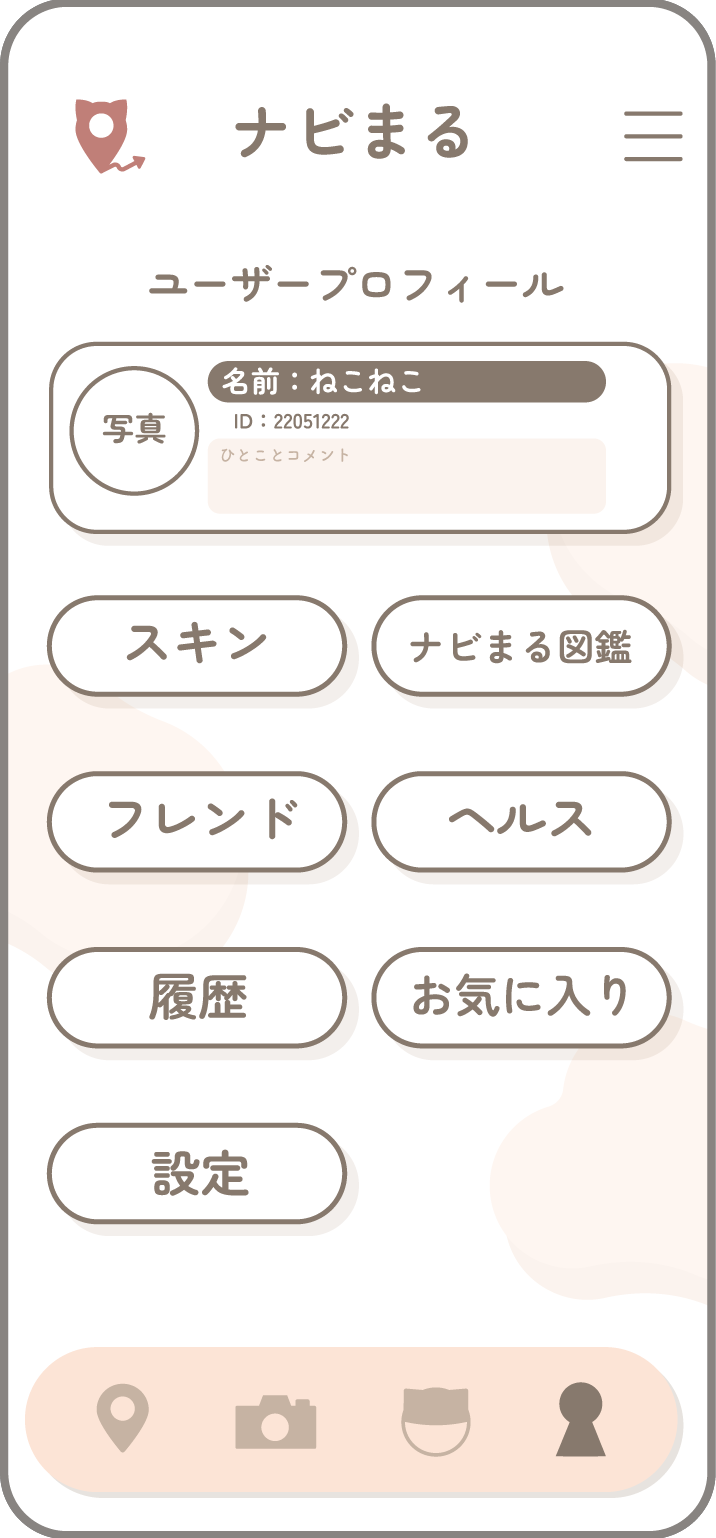 ナビまる
ユーザープロフィール
写真
名前：ねこねこ
ID：22051222
ひとことコメント
スキン
ナビまる図鑑
フレンド
ヘルス
履歴
お気に入り
設定